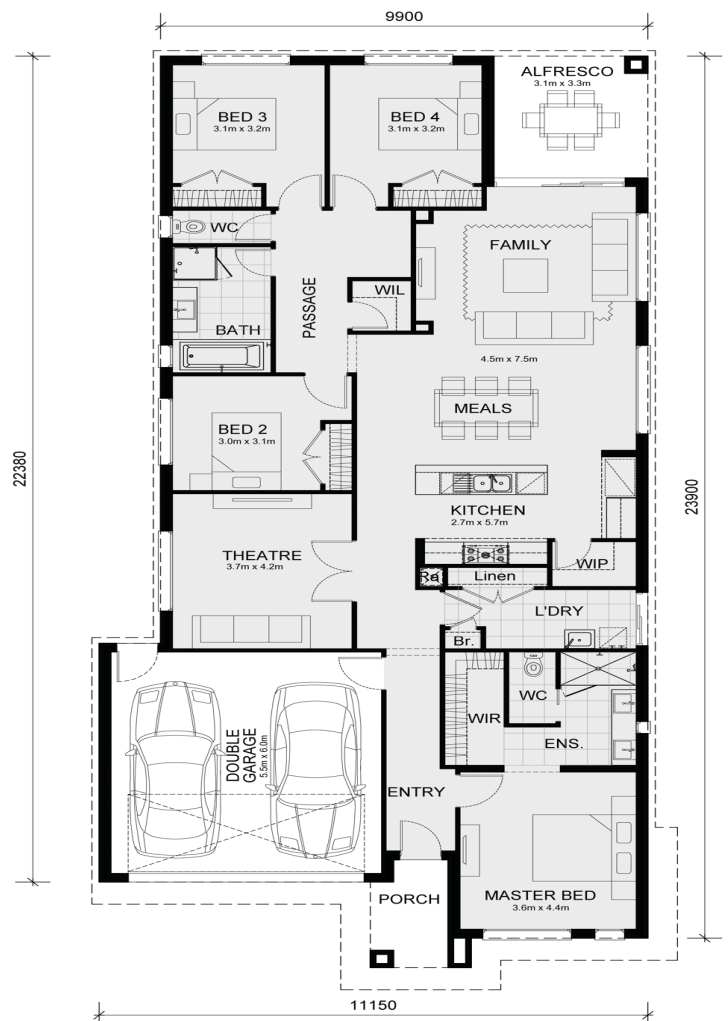 9900
ALFRESCO
3.1m x 3.3m
BED 3
3.1m x 3.2m
BED 4
3.1m x 3.2m
WC
FAMILY
PASSAGE
WIL
BATH
4.5m x 7.5m
MEALS
BED 2
3.0m x 3.1m
22380
23900
KITCHEN
2.7m x 5.7m
THEATRE
3.7m x 4.2m
WIP
Ra
Linen
L'DRY
Br.
WC
WIR
ENS.
DOUBLE
GARAGE
5.5m x 6.0m
ENTRY
PORCH
MASTER BED
3.6m x 4.4m
11150